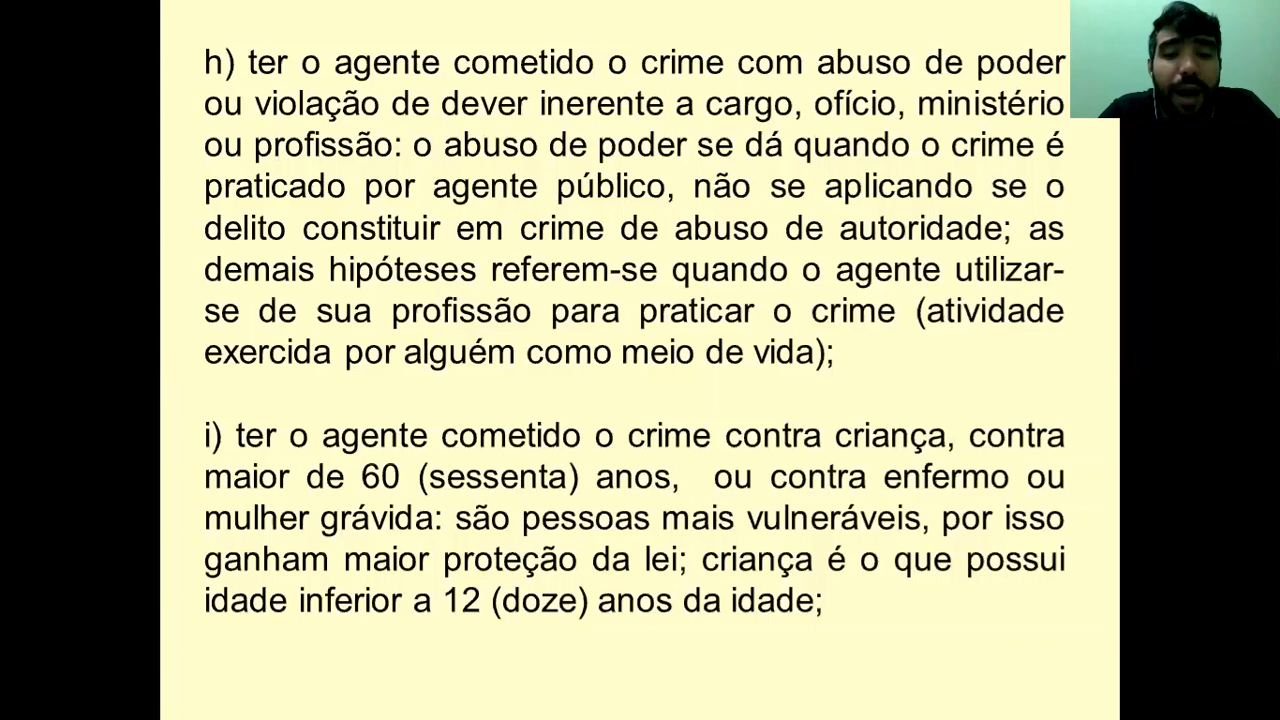 h) ter o agente cometido o crime com abuso de poder
ou violação de dever inerente a cargo, ofício, ministério
ou profissão: o abuso de poder se dá quando o crime é
praticado por agente público, não se aplicando se o
delito constituir em crime de abuso de autoridade; as
demais hipóteses referem-se quando o agente utilizar-
se de sua profissão para praticar o crime (atividade
exercida por alguém como meio de vida);
i) ter o agente cometido o crime contra criança, contra
maior de 60 (sessenta) anos, ou contra enfermo ou
mulher grávida: são pessoas mais vulneráveis, por isso
ganham maior proteção da lei; criança é o que possui
idade inferior a 12 (doze) anos da idade;